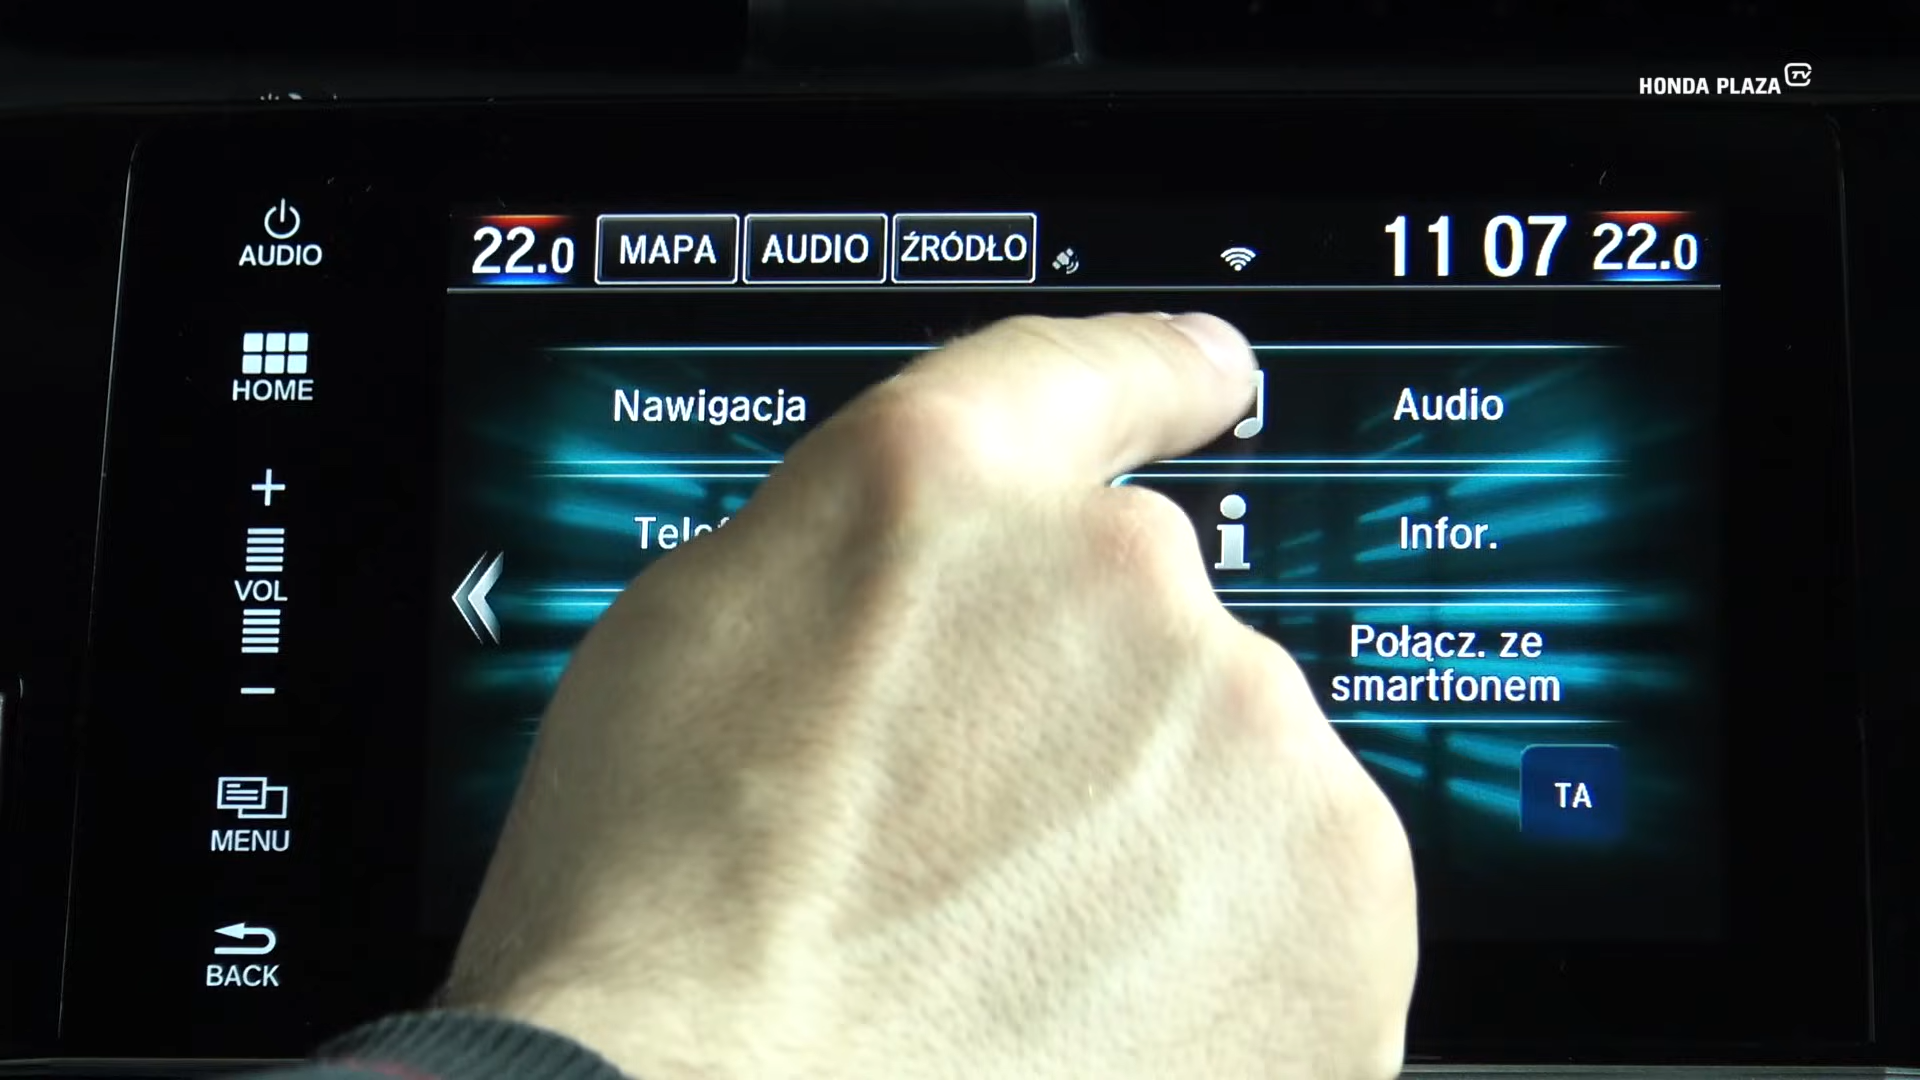 HONDA PLAZA TV
AUDIO
HOME
+
VOL
−
MENU
BACK
22.0 MAPA AUDIO ŹRÓDŁO 11 07 22.0
Nawigacja
Audio
Infor.
Połącz. ze
smartfonem
TA